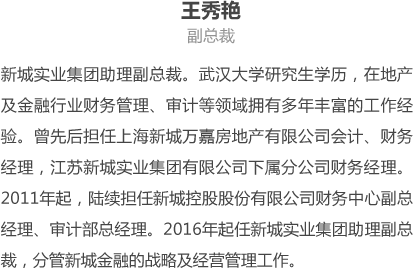 王秀艳
副总裁
新城实业集团助理副总裁。武汉大学研究生学历，在地产
及金融行业财务管理、审计等领域拥有多年丰富的工作经
验。曾先后担任上海新城万嘉房地产有限公司会计、财务
经理，江苏新城实业集团有限公司下属分公司财务经理。
2011年起，陆续担任新城控股股份有限公司财务中心副总
经理、审计部总经理。2016年起任新城实业集团助理副总
裁，分管新城金融的战略及经营管理工作。